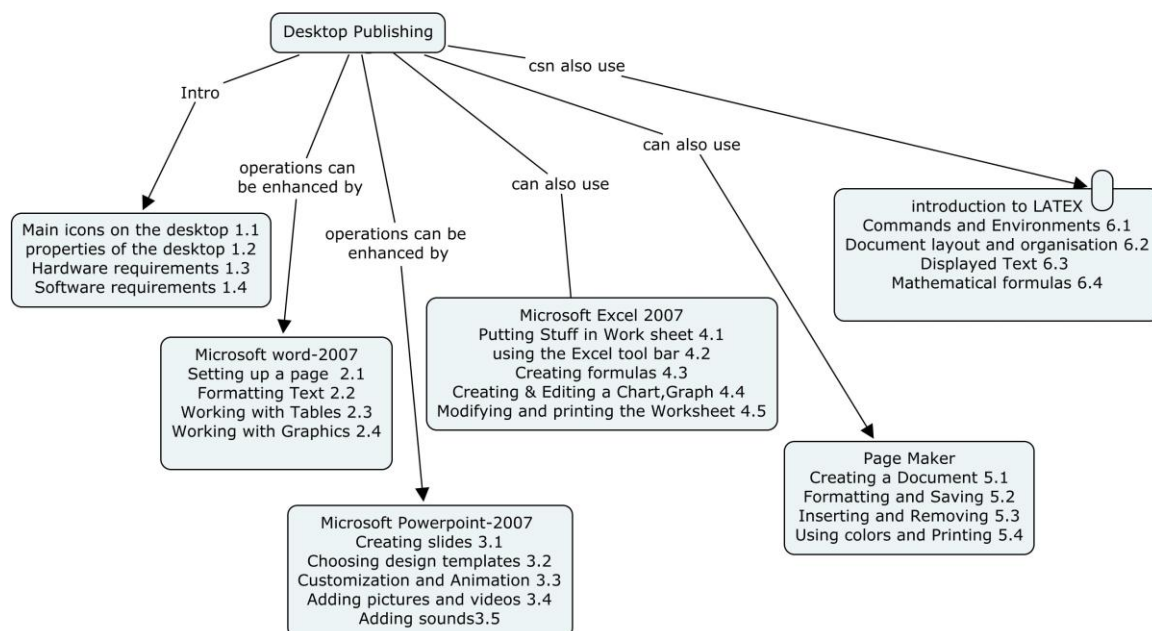 Desktop Publishing
csn also use
Intro
can also use
operations can
be enhanced by
can also use
operations can be
enhanced by
Main icons on the desktop 1.1
properties of the desktop 1.2
Hardware requirements 1.3
Software requirements 1.4
introduction to LATEX
Commands and Environments 6.1
Document layout and organisation 6.2
Displayed Text 6.3
Mathematical formulas 6.4
Microsoft Excel 2007
Putting Stuff in Work sheet 4.1
using the Excel tool bar 4.2
Creating formulas 4.3
Creating & Editing a Chart,Graph 4.4
Modifying and printing the Worksheet 4.5
Microsoft word-2007
Setting up a page 2.1
Formatting Text 2.2
Working with Tables 2.3
Working with Graphics 2.4
Page Maker
Creating a Document 5.1
Formatting and Saving 5.2
Inserting and Removing 5.3
Using colors and Printing 5.4
Microsoft Powerpoint-2007
Creating slides 3.1
Choosing design templates 3.2
Customization and Animation 3.3
Adding pictures and videos 3.4
Adding sounds3.5